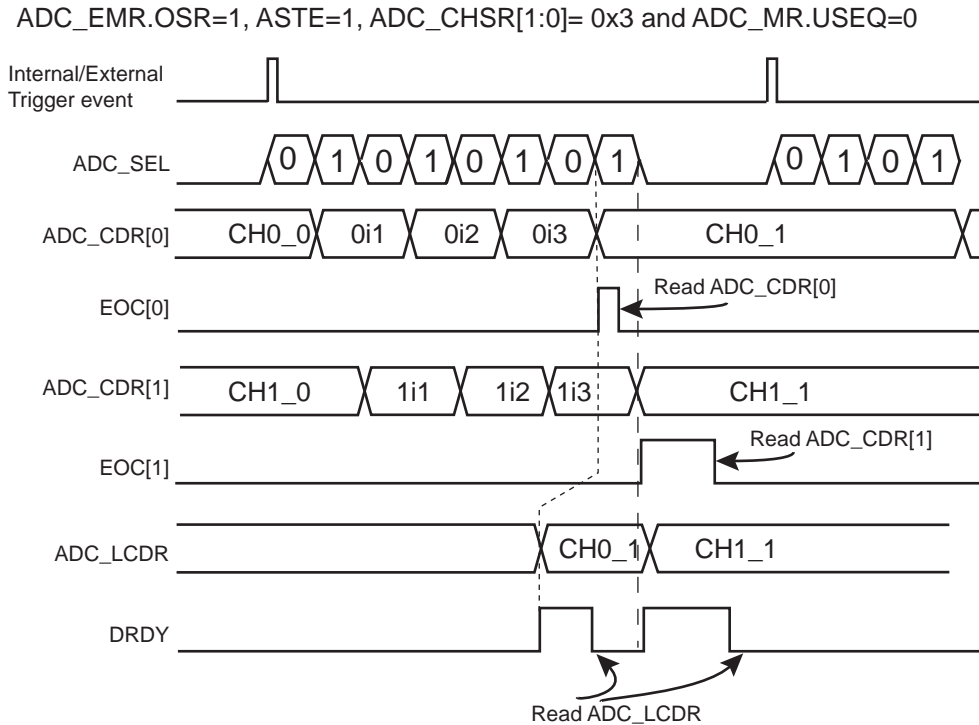 ADC_EMR.OSR=1, ASTE=1, ADC_CHSR[1:0]= 0x3 and ADC_MR.USEQ=0
Internal/External
Trigger event
ADC_SEL 0 1 0 1 0 1 0 1 0 1 0 1
ADC_CDR[0] CH0_0 0i1 0i2 0i3 CH0_1
Read ADC_CDR[0]
EOC[0]
ADC_CDR[1] CH1_0 1i1 1i2 1i3 CH1_1
Read ADC_CDR[1]
EOC[1]
ADC_LCDR CH0_1 CH1_1
DRDY
Read ADC_LCDR